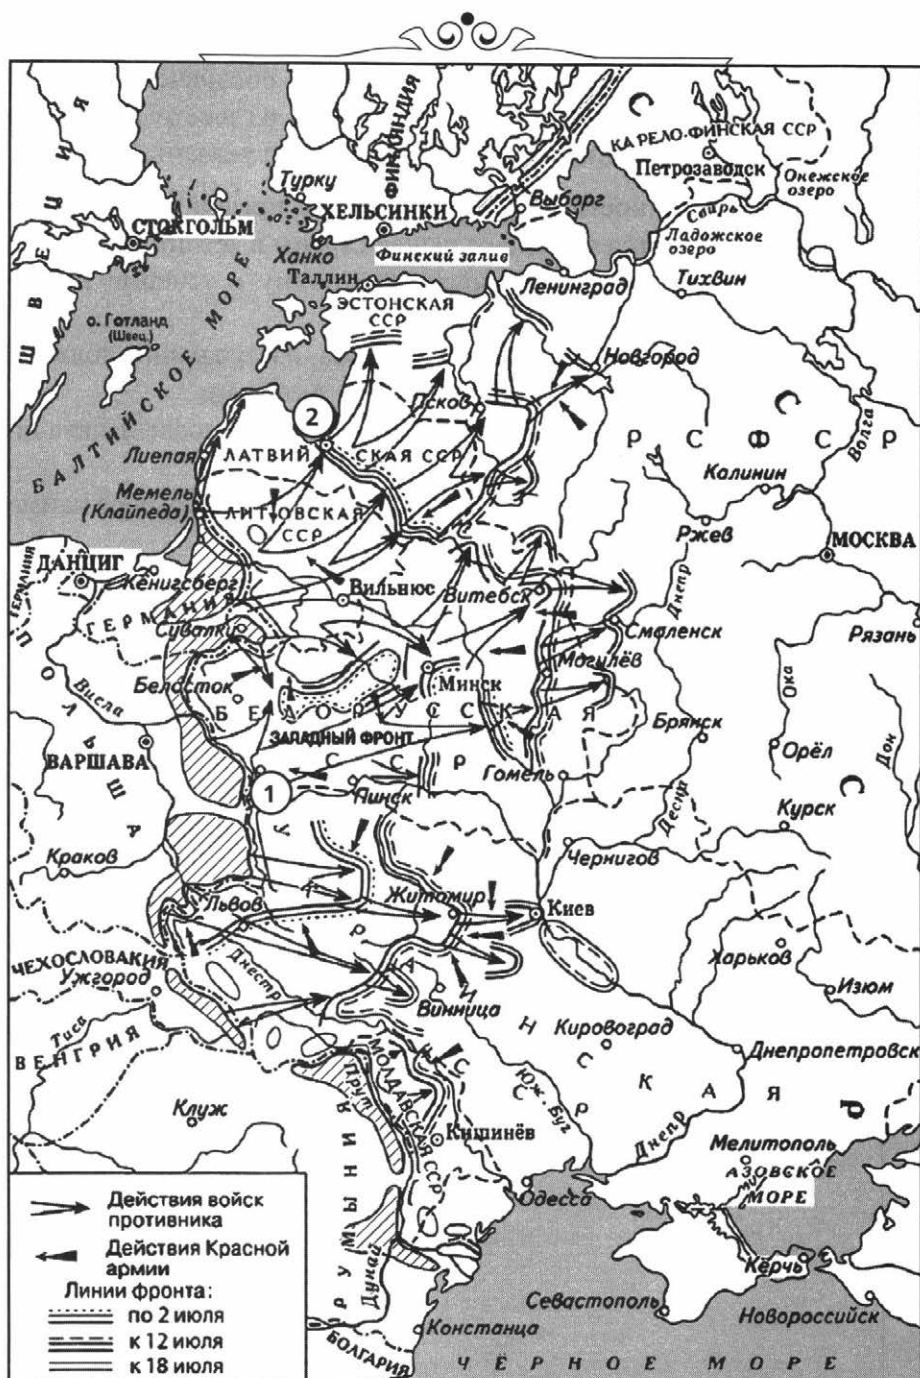 ШВЕЦИЯ
ФИНЛЯНДИЯ
С
КАРЕЛО-ФИНСКАЯ ССР
Петрозаводск
Онежское
озеро
Турку
Выборг
СТОКГОЛЬМ
ХЕЛЬСИНКИ
Свирь
Ладожское
озеро
Ханко
Финский залив
Таллин
Ленинград
Тихвин
ЭСТОНСКАЯ
ССР
о. Готланд
(Швец.)
БАЛТИЙСКОЕ МОРЕ
Новгород
Псков
С
2
РСФСР
Волга
Лиепая
ЛАТВИЙСКАЯ ССР
Калинин
Мемель
(Клайпеда)
ЛИТОВСКАЯ
ССР
Ржев
МОСКВА
ДАНЦИГ
Кёнигсберг
Вильнюс
Витебск
Днепр
ГЕРМАНИЯ
ГЕРМАНИЯ
Сувалки
Смаленск
Рязань
Могилёв
Ока
Белосток
Минск
Висла
БЕЛОРУССКАЯ
Брянск
ЗАПАДНЫЙ ФРОНТ
ССР
Орёл
Дон
ВАРШАВА
ПОЛЬША
1
Пинск
Гомель
С
Десна
Курск
Краков
Чернигов
Львов
Житомир
Киев
ЧЕХОСЛОВАКИЯ
Ужгород
Днестр
Харьков
Изюм
Винница
Тиса
ВЕНГРИЯ
Кировоград
УКРАИНСКАЯ
ССР
Днепропетровск
МОЛДАВСКАЯ ССР
Прут
Юж. Буг
Клуж
Днепр
Р
Кишинёв
Мелитополь
РУМЫНИЯ
АЗОВСКОЕ
МОРЕ
Одесса
Дунай
Керчь
Севастополь
Новороссийск
Констанца
БОЛГАРИЯ
ЧЁРНОЕ МОРЕ
Действия войск
противника
Действия Красной
армии
Линии фронта:
по 2 июля
к 12 июля
к 18 июля